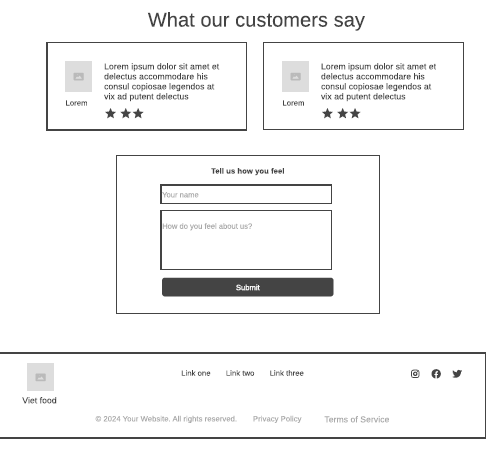 What our customers say
Lorem ipsum dolor sit amet et
delectus accommodare his
consul copiosae legendos at
vix ad putent delectus
Lorem
Lorem ipsum dolor sit amet et
delectus accommodare his
consul copiosae legendos at
vix ad putent delectus
Lorem
Tell us how you feel
Your name
How do you feel about us?
Submit
Link one Link two Link three
Viet food
© 2024 Your Website. All rights reserved. Privacy Policy Terms of Service